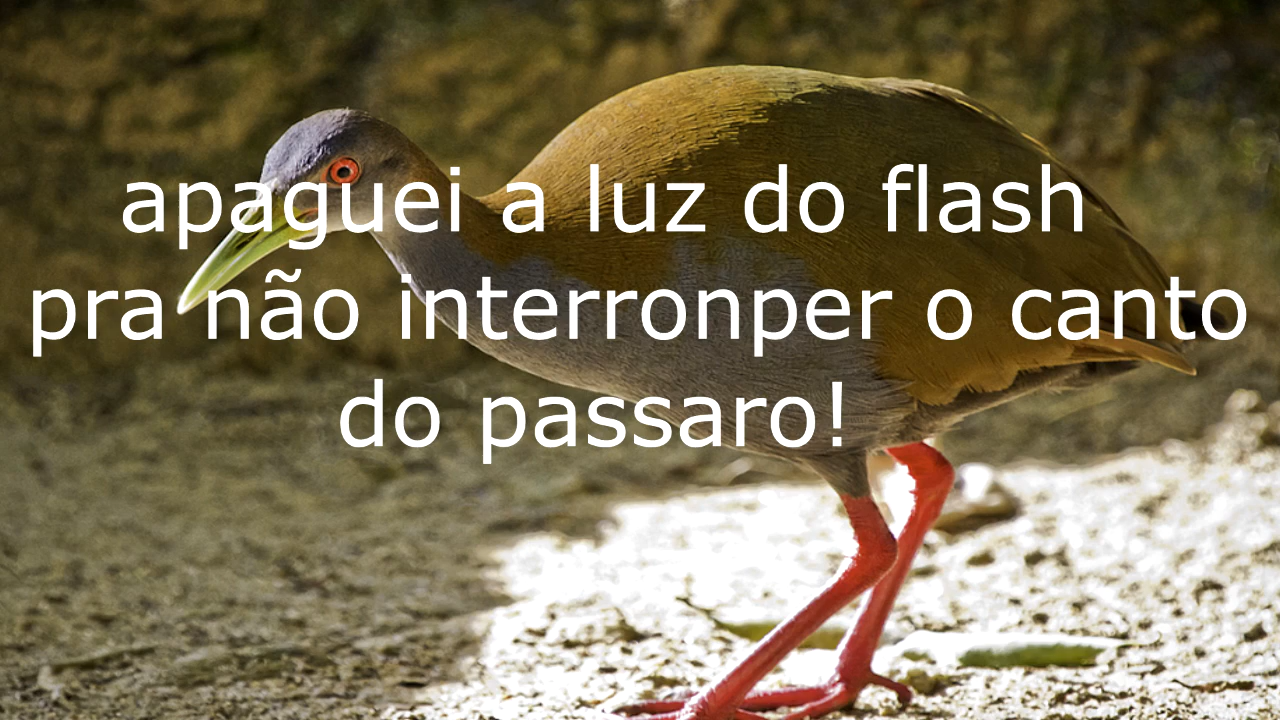 apaguei a luz do flash
pra não interronper o canto
do passaro!